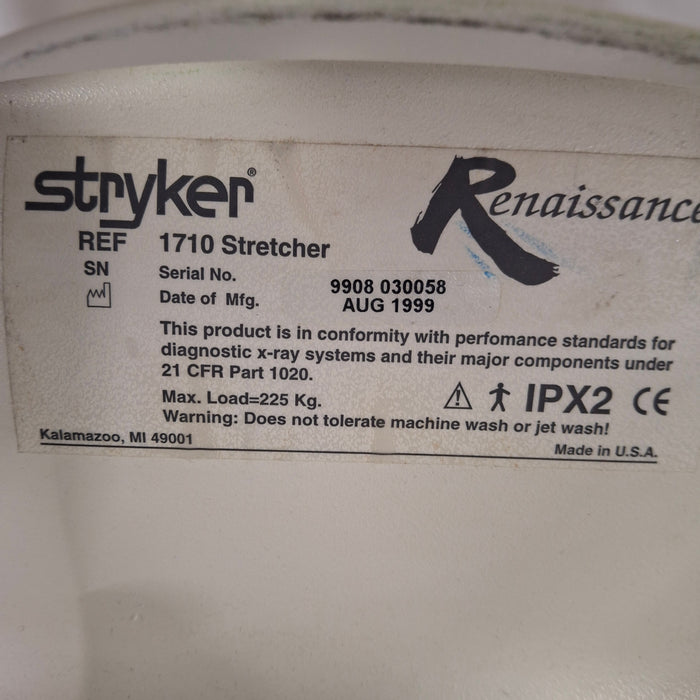 stryker®
Renaissance
REF 1710 Stretcher
SN Serial No. 9908 030058
Date of Mfg. AUG 1999
This product is in conformity with perfomance standards for
diagnostic x-ray systems and their major components under
21 CFR Part 1020.
Max. Load=225 Kg. IPX2 CE
Warning: Does not tolerate machine wash or jet wash!
Kalamazoo, MI 49001
Made in U.S.A.